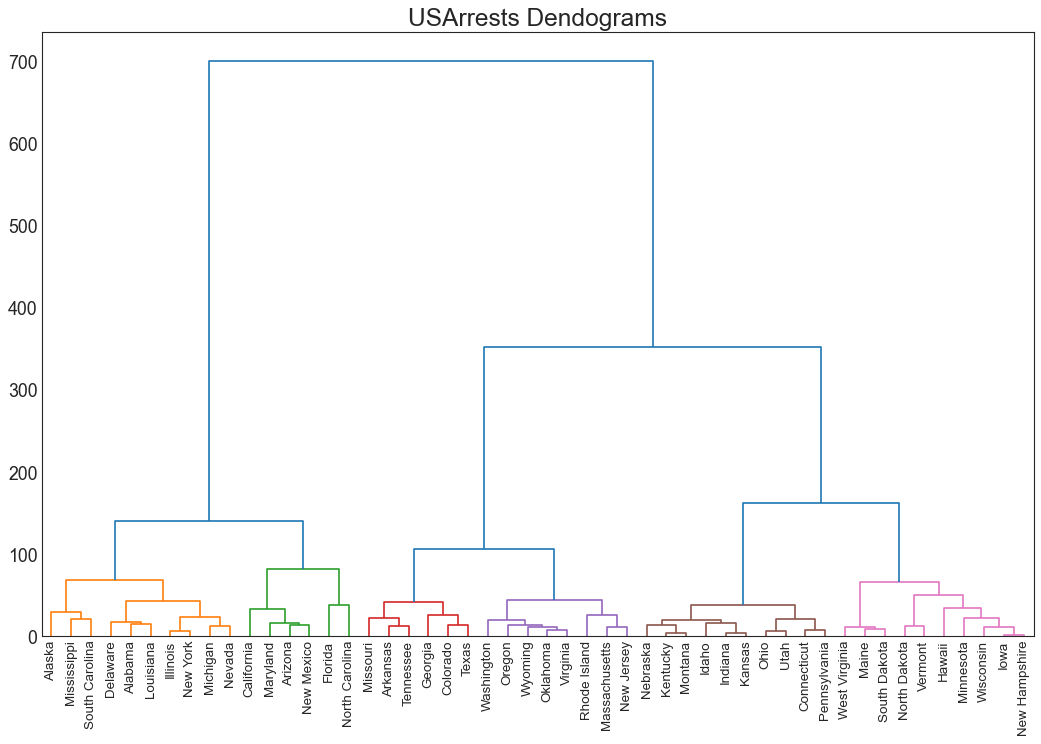 USArrests Dendograms
700
600
500
400
300
200
100
0
Alaska
Mississippi
South Carolina
Delaware
Alabama
Louisiana
Illinois
New York
Michigan
Nevada
California
Maryland
Arizona
New Mexico
Florida
North Carolina
Missouri
Arkansas
Tennessee
Georgia
Colorado
Texas
Washington
Oregon
Wyoming
Oklahoma
Virginia
Rhode Island
Massachusetts
New Jersey
Nebraska
Kentucky
Montana
Idaho
Indiana
Kansas
Ohio
Utah
Connecticut
Pennsylvania
West Virginia
Maine
South Dakota
North Dakota
Vermont
Hawaii
Minnesota
Wisconsin
Iowa
New Hampshire